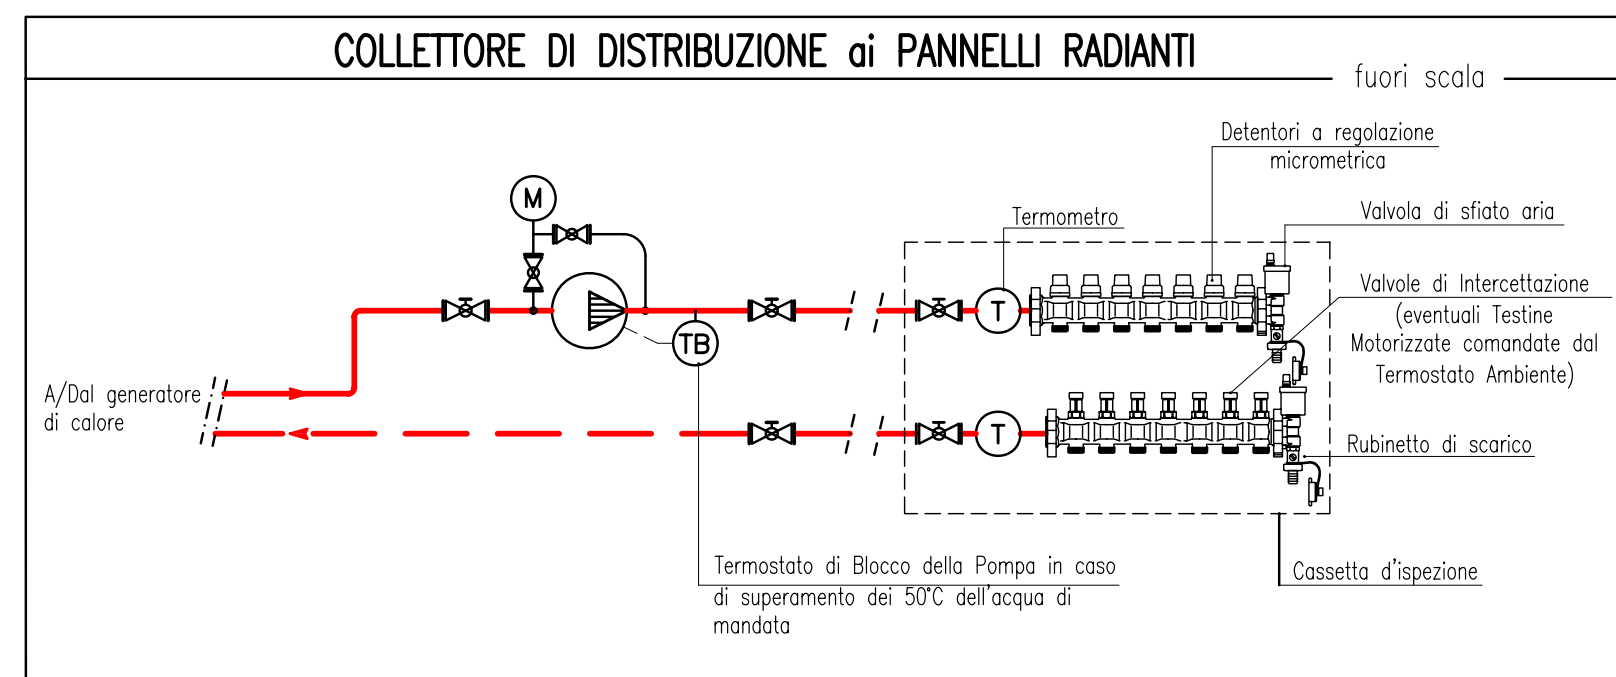 COLLETTORE DI DISTRIBUZIONE ai PANNELLI RADIANTI
fuori scala
Detentori a regolazione
micrometrica
M
Termometro
Valvola di sfiato aria
Valvole di Intercettazione
(eventuali Testine
Motorizzate comandate dal
Termostato Ambiente)
T
TB
A/Dal generatore
di calore
T
Rubinetto di scarico
Termostato di Blocco della Pompa in caso
di superamento dei 50°C dell'acqua di
mandata
Cassetta d'ispezione